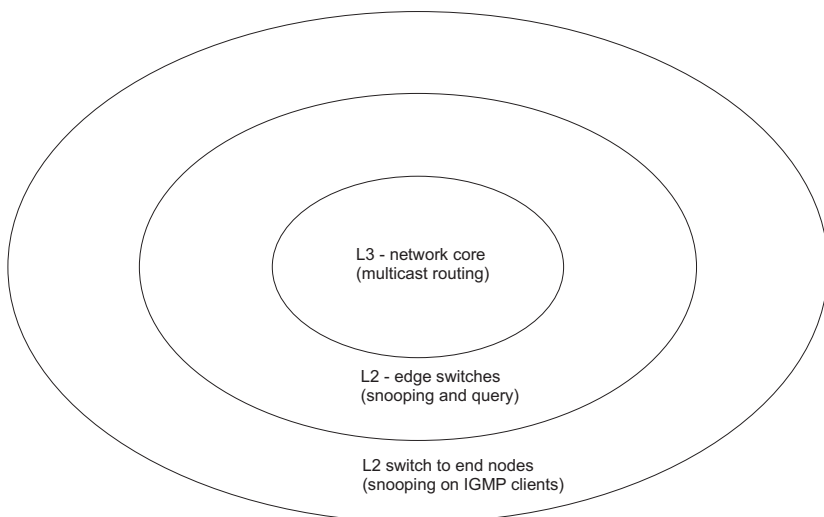 L3 - network core
(multicast routing)
L2 - edge switches
(snooping and query)
L2 switch to end nodes
(snooping on IGMP clients)